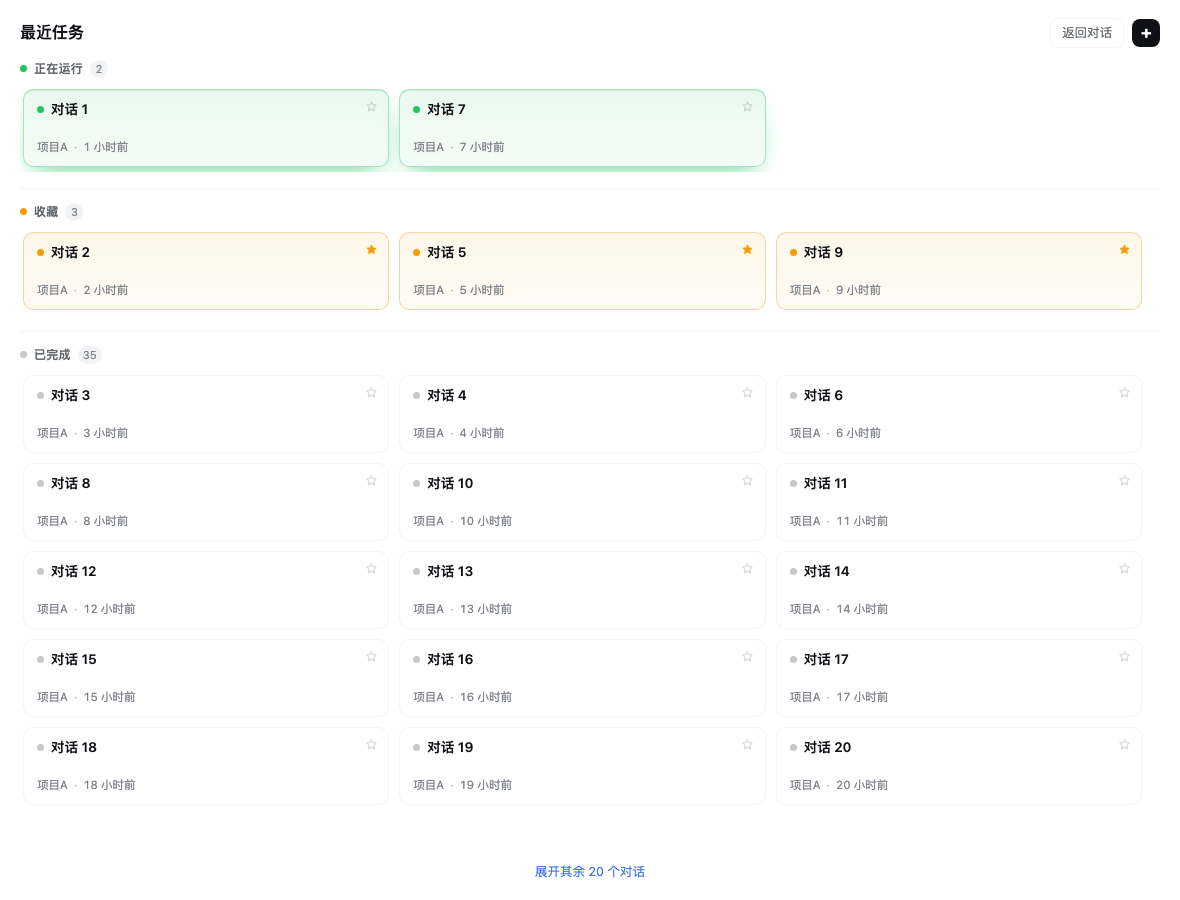 最近任务
返回对话
正在运行 2
对话 1
项目A · 1 小时前
对话 7
项目A · 7 小时前
收藏 3
对话 2
项目A · 2 小时前
对话 5
项目A · 5 小时前
对话 9
项目A · 9 小时前
已完成 35
对话 3
项目A · 3 小时前
对话 4
项目A · 4 小时前
对话 6
项目A · 6 小时前
对话 8
项目A · 8 小时前
对话 10
项目A · 10 小时前
对话 11
项目A · 11 小时前
对话 12
项目A · 12 小时前
对话 13
项目A · 13 小时前
对话 14
项目A · 14 小时前
对话 15
项目A · 15 小时前
对话 16
项目A · 16 小时前
对话 17
项目A · 17 小时前
对话 18
项目A · 18 小时前
对话 19
项目A · 19 小时前
对话 20
项目A · 20 小时前
展开其余 20 个对话